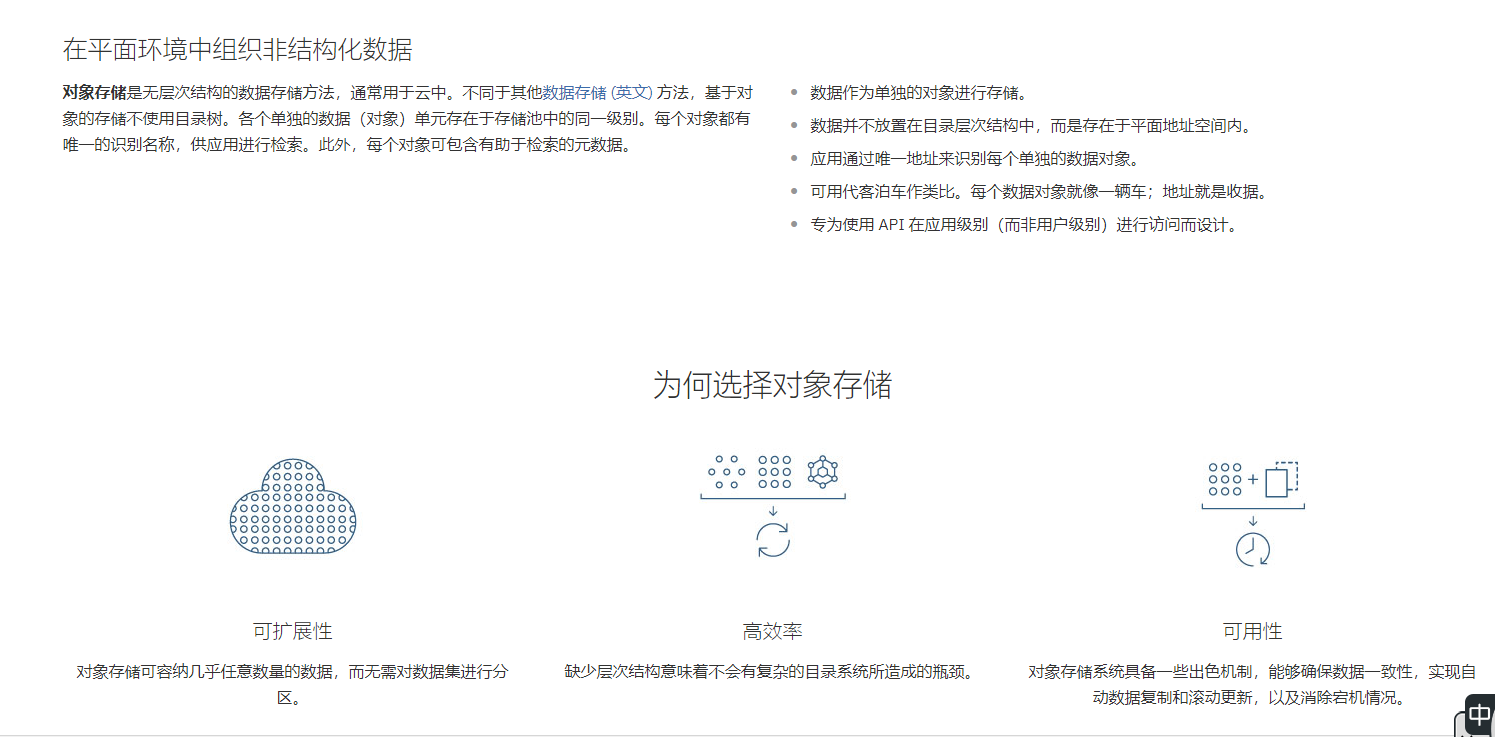 在平面环境中组织非结构化数据
对象存储是无层次结构的数据存储方法，通常用于云中。不同于其他数据存储 (英文) 方法，基于对
象的存储不使用目录树。各个单独的数据（对象）单元存在于存储池中的同一级别。每个对象都有
唯一的识别名称，供应用进行检索。此外，每个对象可包含有助于检索的元数据。
数据作为单独的对象进行存储。
数据并不放置在目录层次结构中，而是存在于平面地址空间内。
应用通过唯一地址来识别每个单独的数据对象。
可用代客泊车作类比。每个数据对象就像一辆车；地址就是收据。
专为使用 API 在应用级别（而非用户级别）进行访问而设计。
为何选择对象存储
可扩展性
对象存储可容纳几乎任意数量的数据，而无需对数据集进行分
区。
高效率
缺少层次结构意味着不会有复杂的目录系统所造成的瓶颈。
可用性
对象存储系统具备一些出色机制，能够确保数据一致性，实现自
动数据复制和滚动更新，以及消除宕机情况。
中